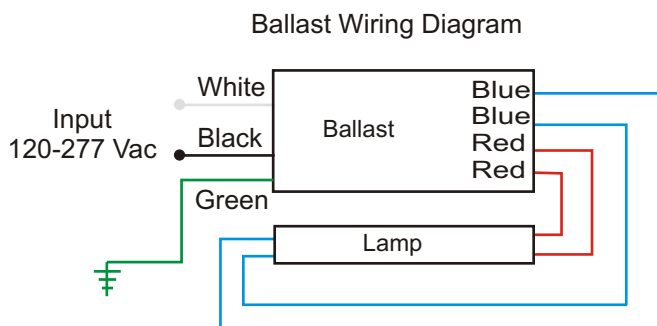 Ballast Wiring Diagram
White
Blue
Blue
Input
120-277 Vac
Black
Ballast
Red
Red
Green
Lamp